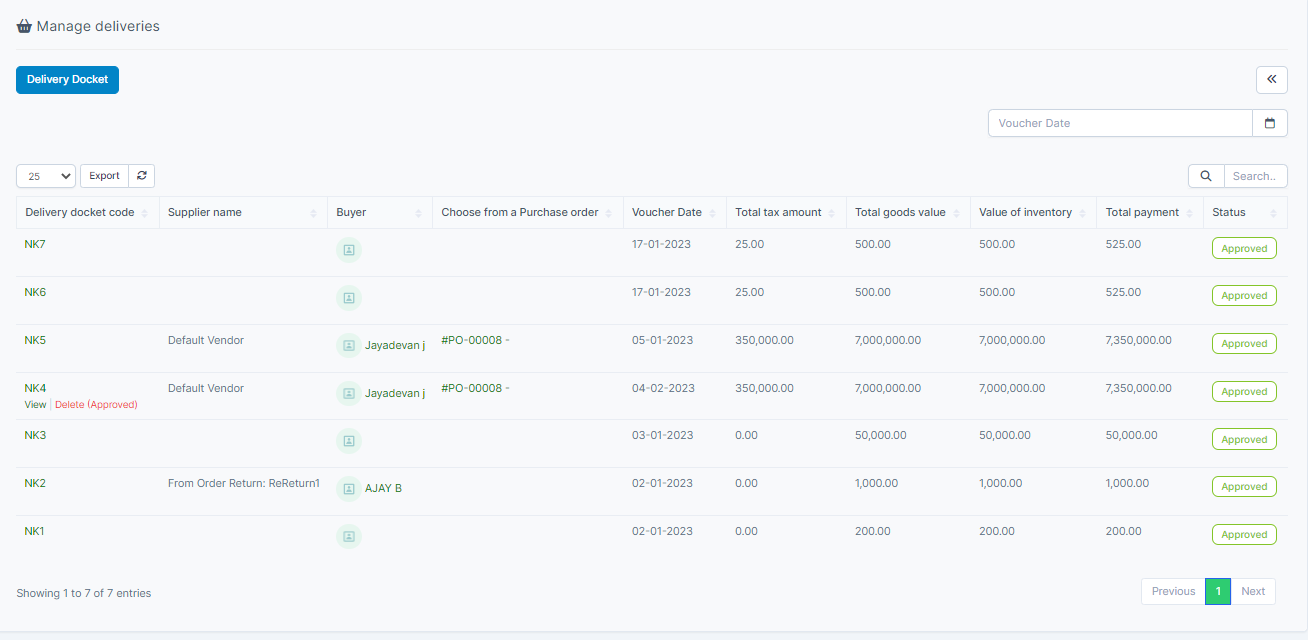 Manage deliveries
Delivery Docket
Voucher Date
25 Export Search..
Delivery docket code Supplier name Buyer Choose from a Purchase order Voucher Date Total tax amount Total goods value Value of inventory Total payment Status
NK7 17-01-2023 25.00 500.00 500.00 525.00 Approved
NK6 17-01-2023 25.00 500.00 500.00 525.00 Approved
NK5 Default Vendor Jayadevan j #PO-00008 - 05-01-2023 350,000.00 7,000,000.00 7,000,000.00 7,350,000.00 Approved
NK4 Default Vendor Jayadevan j #PO-00008 - 04-02-2023 350,000.00 7,000,000.00 7,000,000.00 7,350,000.00 Approved
View | Delete (Approved)
NK3 03-01-2023 0.00 50,000.00 50,000.00 50,000.00 Approved
NK2 From Order Return: ReReturn1 AJAY B 02-01-2023 0.00 1,000.00 1,000.00 1,000.00 Approved
NK1 02-01-2023 0.00 200.00 200.00 200.00 Approved
Showing 1 to 7 of 7 entries Previous 1 Next